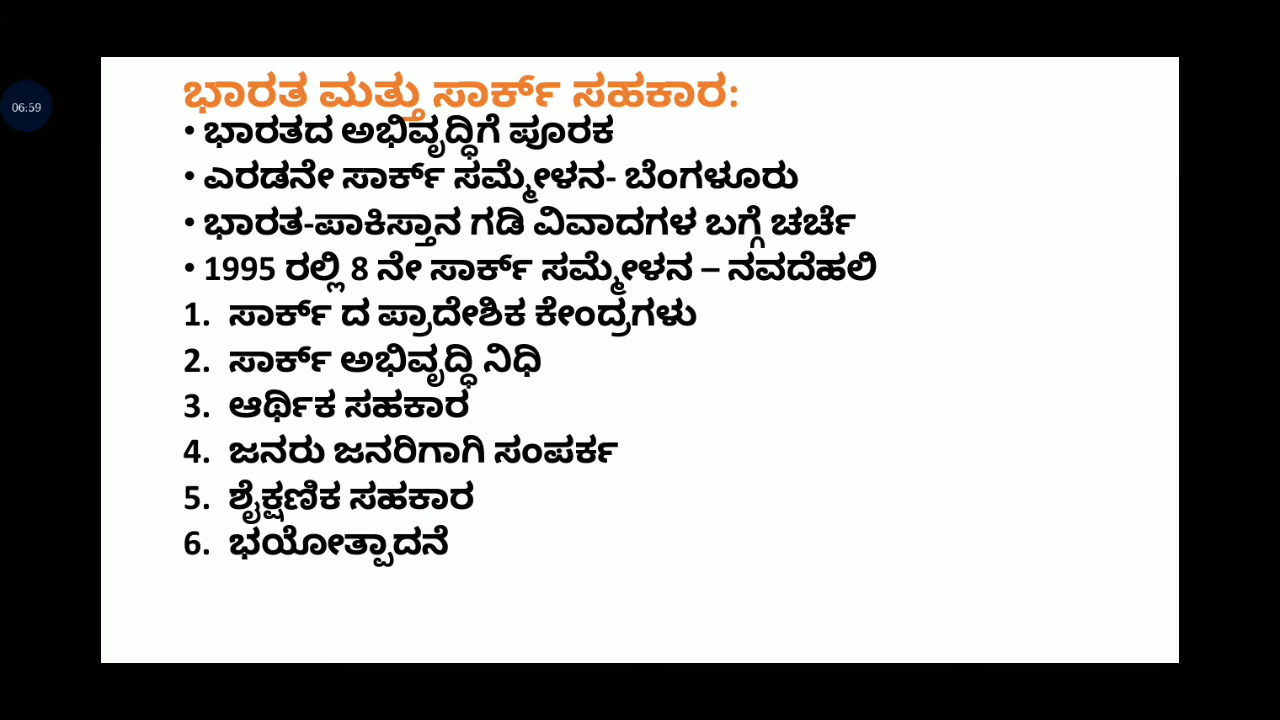 ಭಾರತ ಮತ್ತು ಸಾರ್ಕ್ ಸಹಕಾರ:
06:59
• ಭಾರತದ ಅಭಿವೃದ್ಧಿಗೆ ಪೂರಕ
• ಎರಡನೇ ಸಾರ್ಕ್ ಸಮ್ಮೇಳನ- ಬೆಂಗಳೂರು
• ಭಾರತ-ಪಾಕಿಸ್ತಾನ ಗಡಿ ವಿವಾದಗಳ ಬಗ್ಗೆ ಚರ್ಚೆ
• 1995 ರಲ್ಲಿ 8 ನೇ ಸಾರ್ಕ್ ಸಮ್ಮೇಳನ – ನವದೆಹಲಿ
1. ಸಾರ್ಕ್ ದ ಪ್ರಾದೇಶಿಕ ಕೇಂದ್ರಗಳು
2. ಸಾರ್ಕ್ ಅಭಿವೃದ್ಧಿ ನಿಧಿ
3. ಆರ್ಥಿಕ ಸಹಕಾರ
4. ಜನರು ಜನರಿಗಾಗಿ ಸಂಪರ್ಕ
5. ಶೈಕ್ಷಣಿಕ ಸಹಕಾರ
6. ಭಯೋತ್ಪಾದನೆ